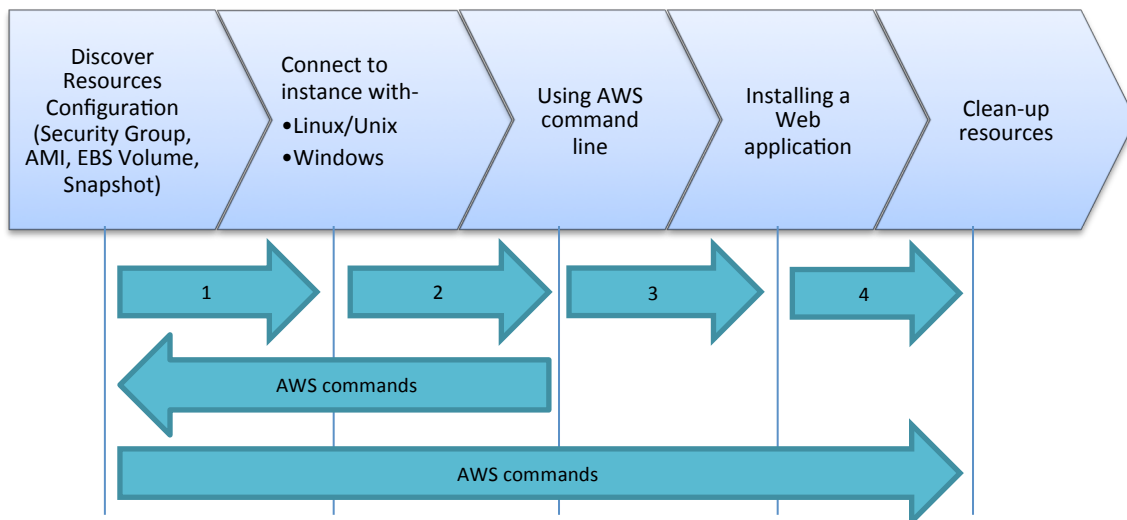 Discover
Resources
Configuration
(Security Group,
AMI, EBS Volume,
Snapshot)
Connect to
instance with-
•Linux/Unix
•Windows
Using AWS
command
line
Installing a
Web
application
Clean-up
resources
1
2
3
4
AWS commands
AWS commands